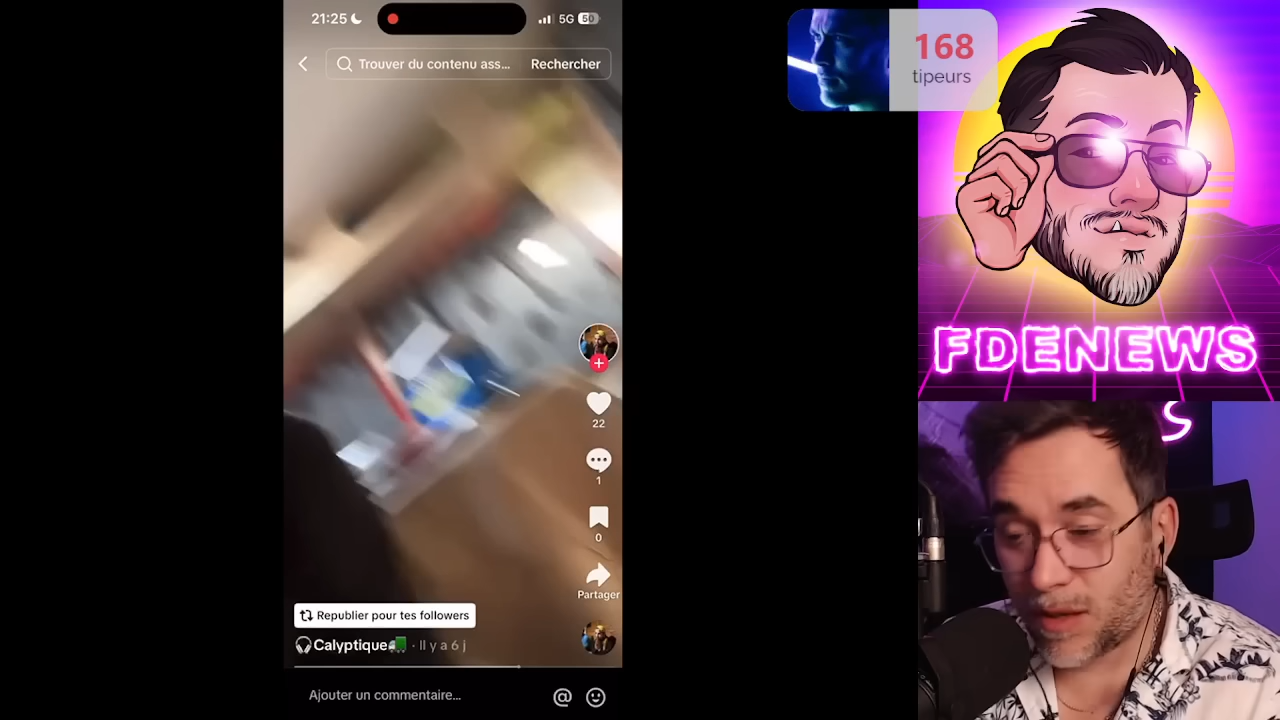 21:25
5G
50
Trouver du contenu ass...
Rechercher
22
1
0
Partager
Republier pour tes followers
Calyptique
· Il y a 6 j
Ajouter un commentaire...
@
168
tipeurs
FDENEWS
S